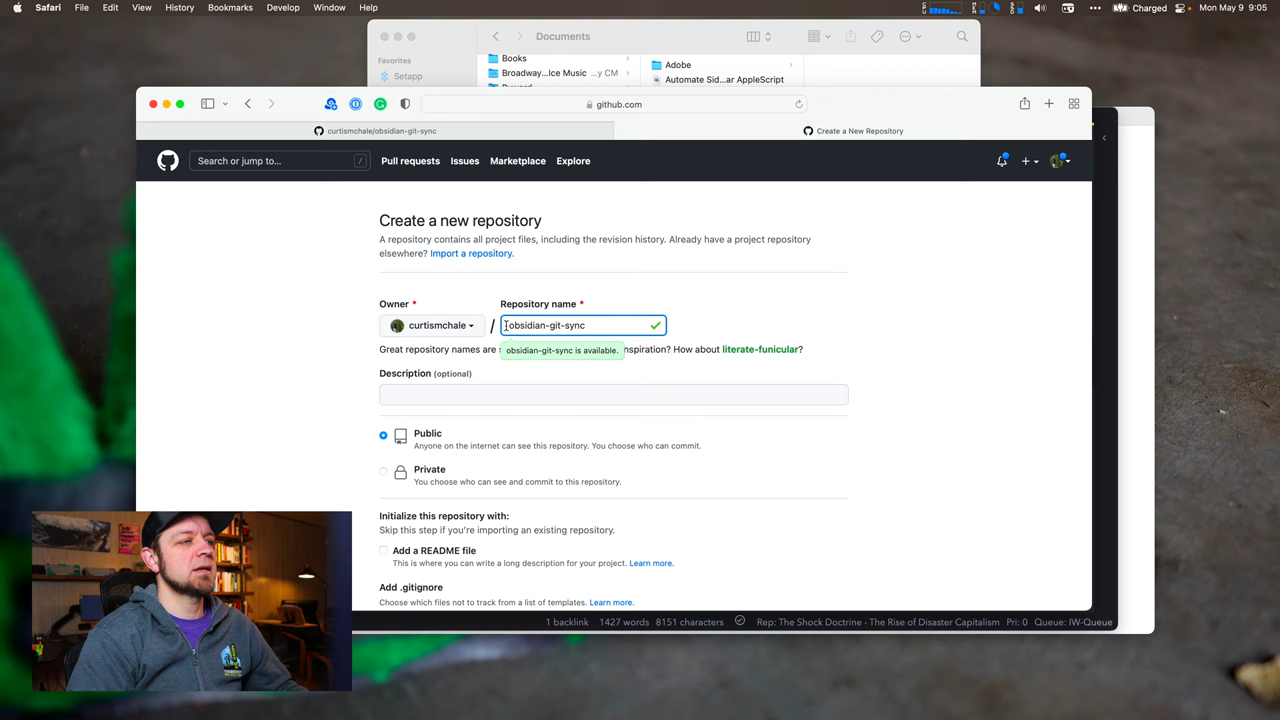 Safari File Edit View History Bookmarks Develop Window Help
Charged Mon May 9 9:05
Documents
Favorites
Setapp
Books
Broadway...Ice Music ...y CM
Adobe
Automate Sid...ar AppleScript
github.com
curtismchale/obsidian-git-sync
Create a New Repository
Search or jump to... /
Pull requests Issues Marketplace Explore
Create a new repository
A repository contains all project files, including the revision history. Already have a project repository
elsewhere? Import a repository.
Owner *
Repository name *
curtismchale / obsidian-git-sync
Great repository names are
obsidian-git-sync is available.
nspiration? How about literate-funicular?
Description (optional)
Public
Anyone on the internet can see this repository. You choose who can commit.
Private
You choose who can see and commit to this repository.
Initialize this repository with:
Skip this step if you're importing an existing repository.
Add a README file
This is where you can write a long description for your project. Learn more.
Add .gitignore
Choose which files not to track from a list of templates. Learn more.
1 backlink 1427 words 8151 characters Rep: The Shock Doctrine - The Rise of Disaster Capitalism Pri: 0 Queue: IW-Queue